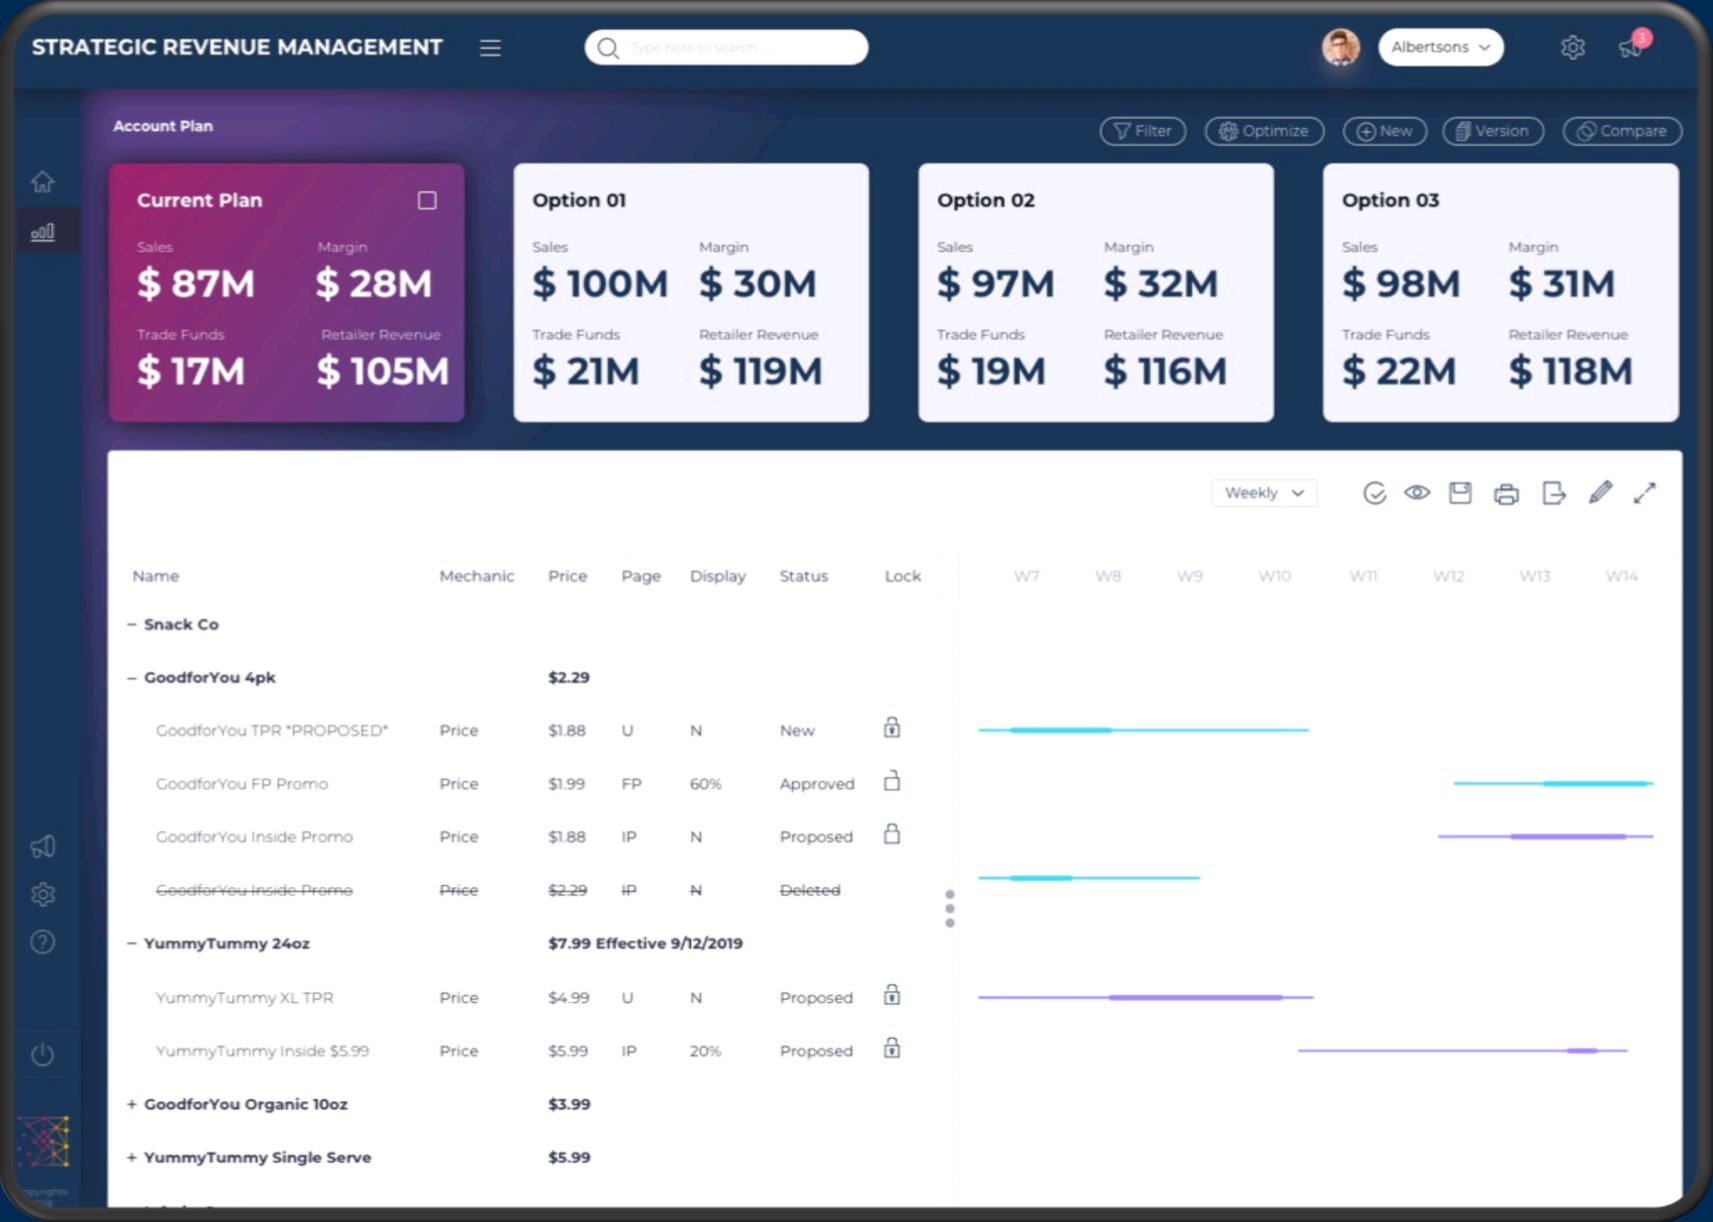 STRATEGIC REVENUE MANAGEMENT
Type here to search
Albertsons
3
Account Plan
Filter
Optimize
New
Version
Compare
Current Plan
Sales
Margin
$ 87M
$ 28M
Trade Funds
Retailer Revenue
$ 17M
$ 105M
Option 01
Sales
Margin
$ 100M
$ 30M
Trade Funds
Retailer Revenue
$ 21M
$ 119M
Option 02
Sales
Margin
$ 97M
$ 32M
Trade Funds
Retailer Revenue
$ 19M
$ 116M
Option 03
Sales
Margin
$ 98M
$ 31M
Trade Funds
Retailer Revenue
$ 22M
$ 118M
Weekly
Name Mechanic Price Page Display Status Lock W7 W8 W9 W10 W11 W12 W13 W14
– Snack Co
– GoodforYou 4pk $2.29
GoodforYou TPR *PROPOSED* Price $1.88 U N New
GoodforYou FP Promo Price $1.99 FP 60% Approved
GoodforYou Inside Promo Price $1.88 IP N Proposed
GoodforYou Inside Promo Price $2.29 IP N Deleted
– YummyTummy 24oz $7.99 Effective 9/12/2019
YummyTummy XL TPR Price $4.99 U N Proposed
YummyTummy Inside $5.99 Price $5.99 IP 20% Proposed
+ GoodforYou Organic 10oz $3.99
+ YummyTummy Single Serve $5.99